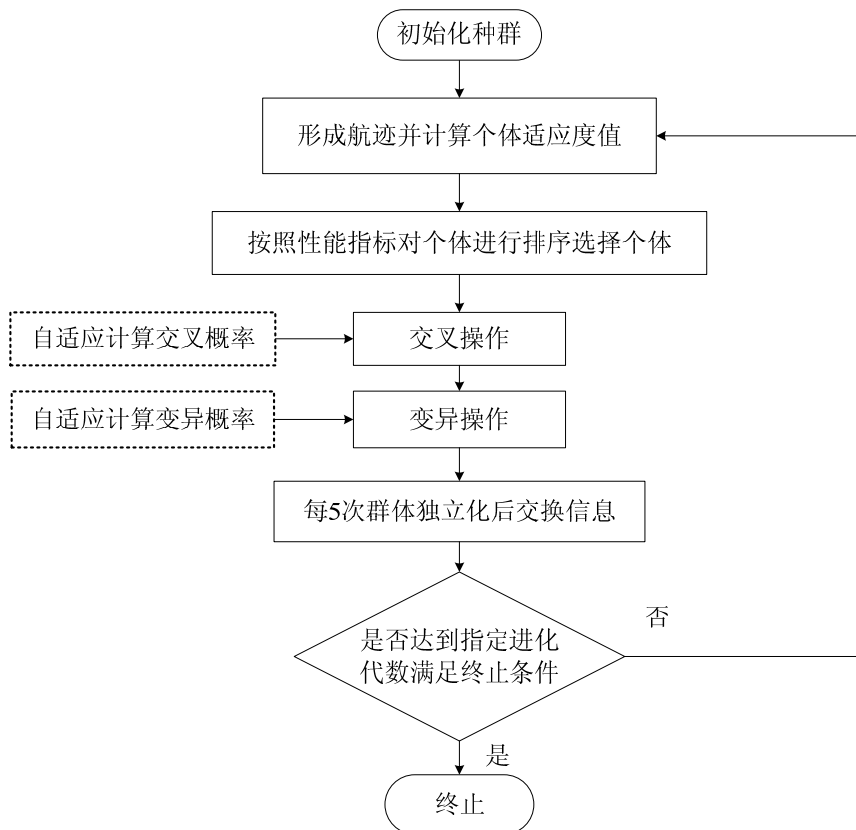 初始化种群
形成航迹并计算个体适应度值
按照性能指标对个体进行排序选择个体
自适应计算交叉概率
交叉操作
自适应计算变异概率
变异操作
每5次群体独立化后交换信息
是否达到指定进化
代数满足终止条件
否
是
终止